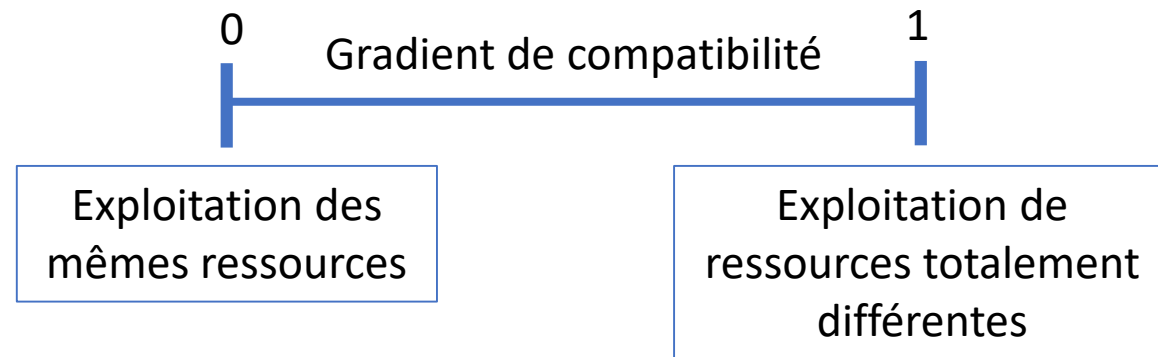 0
1
Gradient de compatibilité
Exploitation des
mêmes ressources
Exploitation de
ressources totalement
différentes